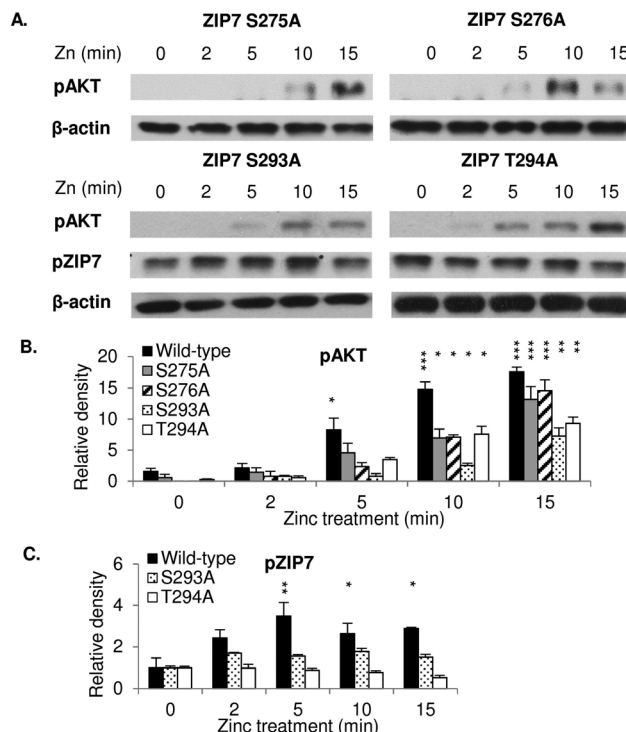 A.
ZIP7 S275A ZIP7 S276A
Zn (min) 0 2 5 10 15 0 2 5 10 15
pAKT
β-actin
ZIP7 S293A ZIP7 T294A
Zn (min) 0 2 5 10 15 0 2 5 10 15
pAKT
pZIP7
β-actin
B.
pAKT
Wild-type
S275A
S276A
S293A
T294A
Relative density
20
15
10
5
0
* *** * * * * *** *** *** ** **
0 2 5 10 15
Zinc treatment (min)
C.
pZIP7
Wild-type
S293A
T294A
Relative density
6
4
2
0
** * *
0 2 5 10 15
Zinc treatment (min)